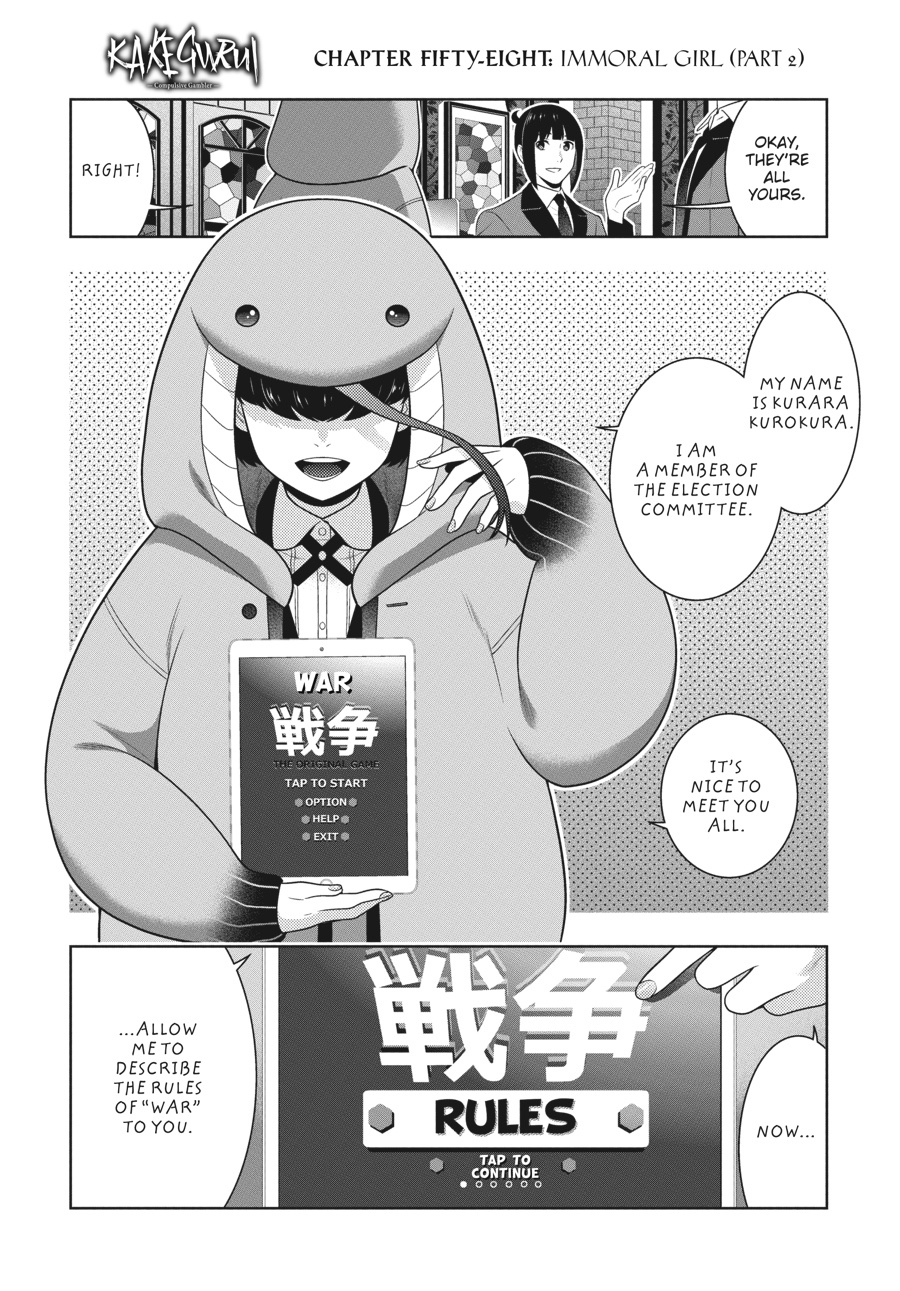 KAKEGURUI
—Compulsive Gambler—
CHAPTER FIFTY-EIGHT: IMMORAL GIRL (PART 2)
OKAY,
THEY'RE
ALL
YOURS.
RIGHT!
MY NAME
IS KURARA
KUROKURA.
I AM
A MEMBER OF
THE ELECTION
COMMITTEE.
WAR
戦争
THE ORIGINAL GAME
TAP TO START
OPTION
HELP
EXIT
IT'S
NICE TO
MEET YOU
ALL.
NOW...
戦争
RULES
TAP TO
CONTINUE
...ALLOW
ME TO
DESCRIBE
THE RULES
OF "WAR"
TO YOU.